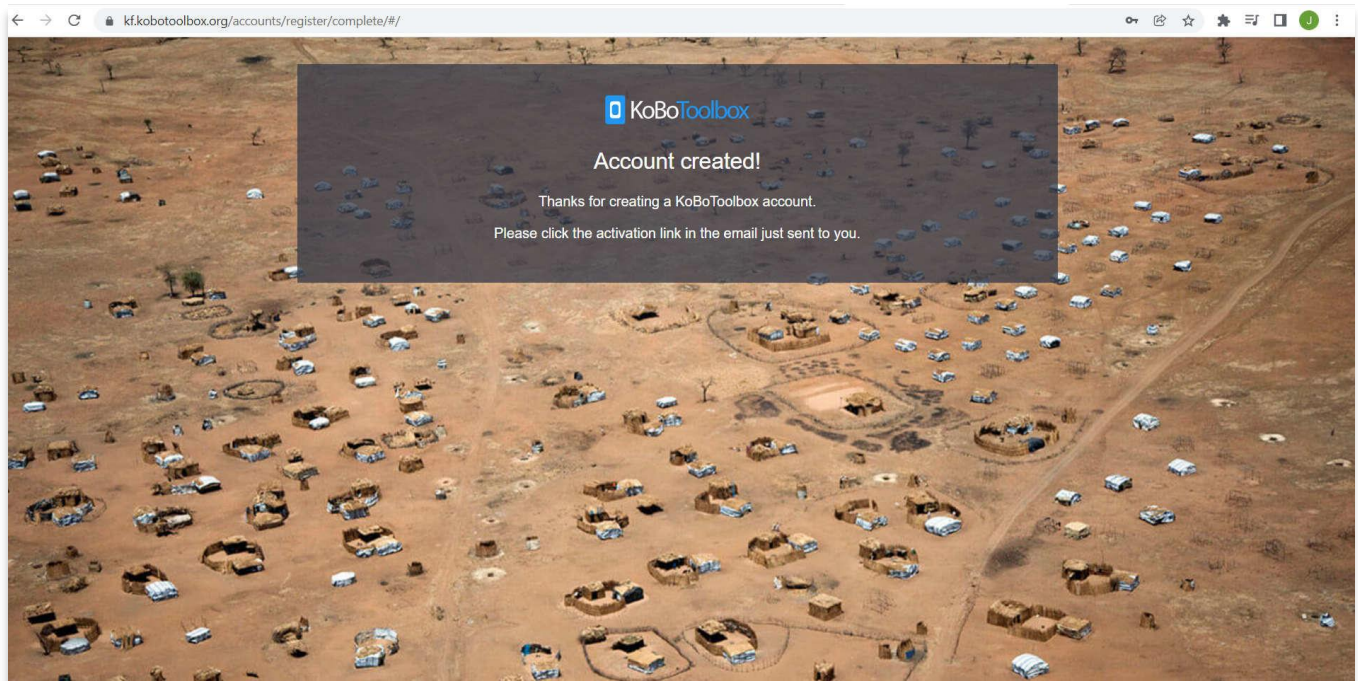 kf.kobotoolbox.org/accounts/register/complete/#/
J
KoBoToolbox
Account created!
Thanks for creating a KoBoToolbox account.
Please click the activation link in the email just sent to you.